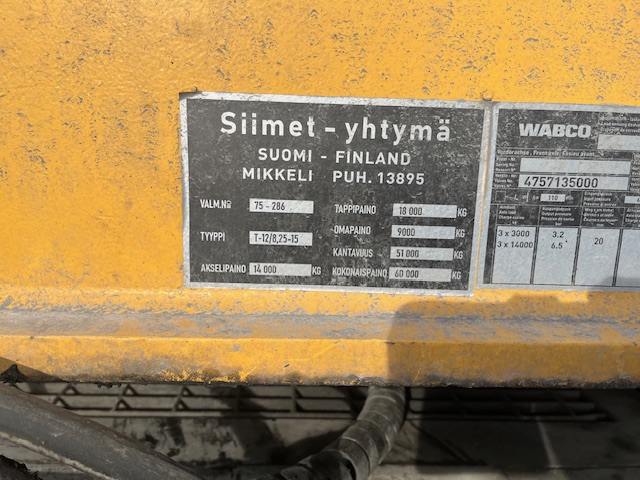 Siimet - yhtymä
SUOMI - FINLAND
MIKKELI PUH. 13895
VALM.No 75 - 286
TYYPPI T-12/8,25-15
AKSELIPAINO 14 000 KG
TAPPIPAINO 18 000 KG
OMAPAINO 9000 KG
KANTAVUUS 51 000 KG
KOKONAISPAINO 60 000 KG
WABCO
4757135000
110
3 x 3000 3.2 20
3 x 14000 6.5